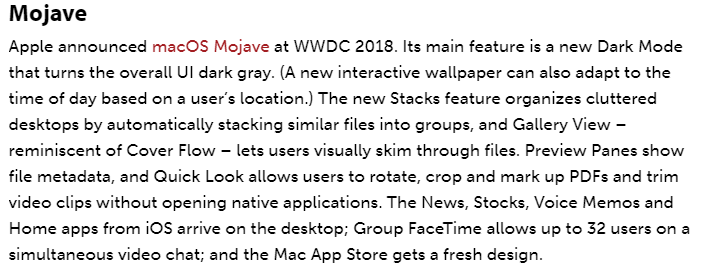 Mojave
Apple announced macOS Mojave at WWDC 2018. Its main feature is a new Dark Mode
that turns the overall UI dark gray. (A new interactive wallpaper can also adapt to the
time of day based on a user’s location.) The new Stacks feature organizes cluttered
desktops by automatically stacking similar files into groups, and Gallery View –
reminiscent of Cover Flow – lets users visually skim through files. Preview Panes show
file metadata, and Quick Look allows users to rotate, crop and mark up PDFs and trim
video clips without opening native applications. The News, Stocks, Voice Memos and
Home apps from iOS arrive on the desktop; Group FaceTime allows up to 32 users on a
simultaneous video chat; and the Mac App Store gets a fresh design.